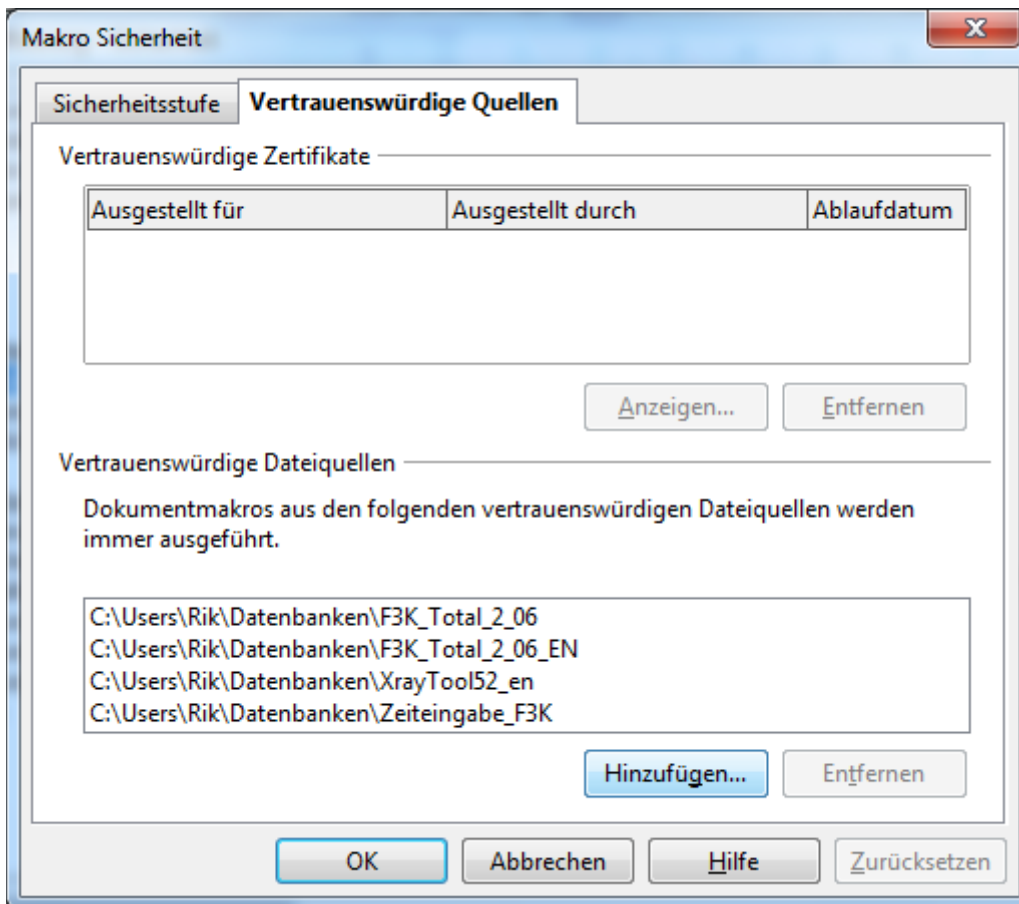 Makro Sicherheit
Sicherheitsstufe
Vertrauenswürdige Quellen
Vertrauenswürdige Zertifikate
Ausgestellt für
Ausgestellt durch
Ablaufdatum
Anzeigen...
Entfernen
Vertrauenswürdige Dateiquellen
Dokumentmakros aus den folgenden vertrauenswürdigen Dateiquellen werden
immer ausgeführt.
C:\Users\Rik\Datenbanken\F3K_Total_2_06
C:\Users\Rik\Datenbanken\F3K_Total_2_06_EN
C:\Users\Rik\Datenbanken\XrayTool52_en
C:\Users\Rik\Datenbanken\Zeiteingabe_F3K
Hinzufügen...
Entfernen
OK
Abbrechen
Hilfe
Zurücksetzen